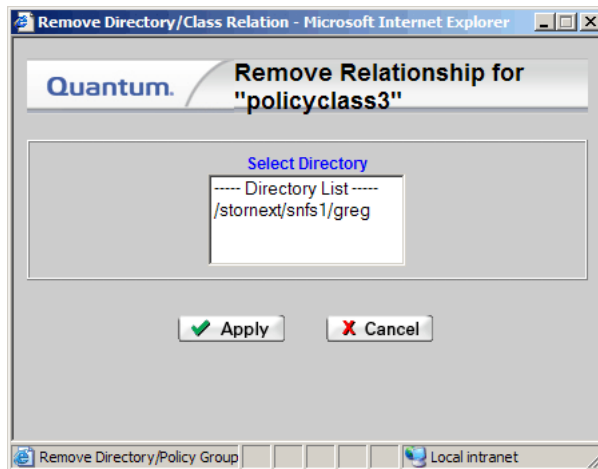 Remove Directory/Class Relation - Microsoft Internet Explorer
Quantum.
Remove Relationship for
"policyclass3"
Select Directory
----- Directory List -----
/stornext/snfs1/greg
Apply
Cancel
Remove Directory/Policy Group
Local intranet